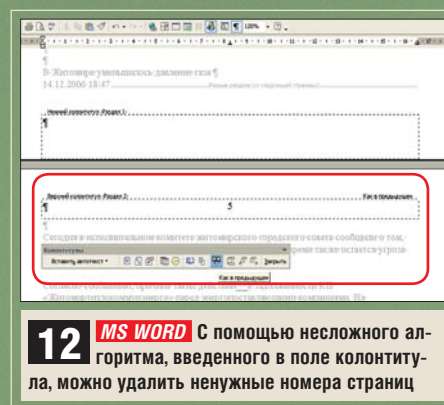 120%
В Житомире уменьшилось давление газа ¶
14.12.2006 18:47
Нижний колонтитул -Раздел 1-
¶
Верхний колонтитул -Раздел 2-
Как в предыдущем
¶
5
¶
Сегодня в исполнительном комитете житомирского городского совета сообщили о том,
Колонтитулы
Вставить автотекст
Закрыть
Как в предыдущем
12 MS WORD С помощью несложного ал-
горитма, введенного в поле колонтиту-
ла, можно удалить ненужные номера страниц